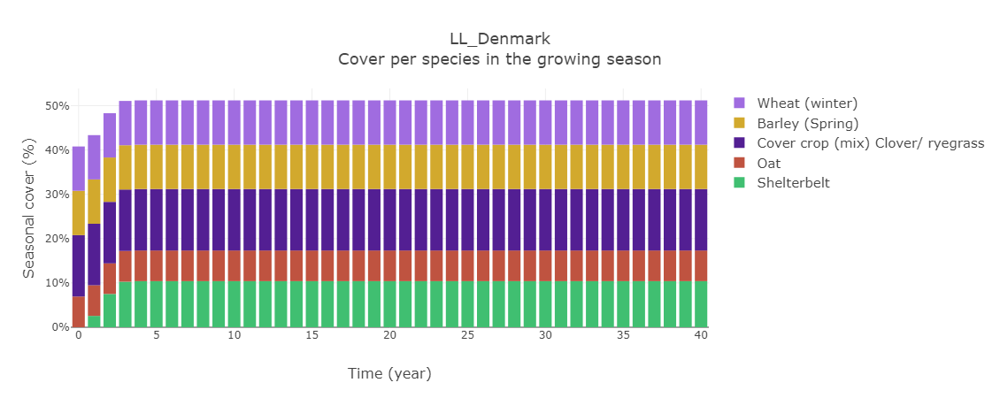 LL_Denmark
Cover per species in the growing season
Seasonal cover (%)
50%
40%
30%
20%
10%
0%
0 5 10 15 20 25 30 35 40
Time (year)
Wheat (winter)
Barley (Spring)
Cover crop (mix) Clover/ ryegrass
Oat
Shelterbelt